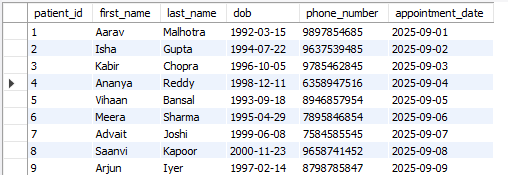 patient_id first_name last_name dob phone_number appointment_date
1 Aarav Malhotra 1992-03-15 9897854685 2025-09-01
2 Isha Gupta 1994-07-22 9637539485 2025-09-02
3 Kabir Chopra 1996-10-05 9785462845 2025-09-03
4 Ananya Reddy 1998-12-11 6358947516 2025-09-04
5 Vihaan Bansal 1993-09-18 8946857954 2025-09-05
6 Meera Sharma 1995-04-29 7895846854 2025-09-06
7 Advait Joshi 1999-06-08 7584585545 2025-09-07
8 Saanvi Kapoor 2000-11-23 9658741452 2025-09-08
9 Arjun Iyer 1997-02-14 8798785847 2025-09-09